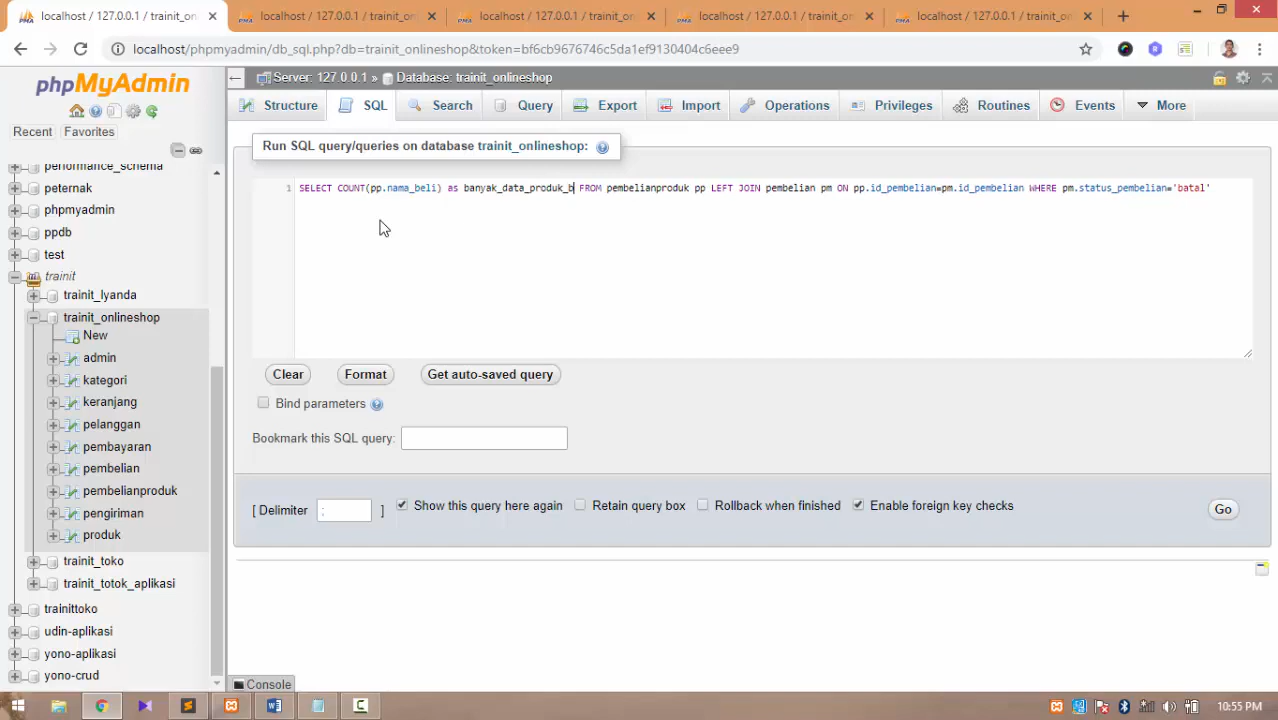 localhost / 127.0.0.1 / trainit_on
localhost / 127.0.0.1 / trainit_on
localhost / 127.0.0.1 / trainit_on
localhost / 127.0.0.1 / trainit_on
localhost / 127.0.0.1 / trainit_on
localhost/phpmyadmin/db_sql.php?db=trainit_onlineshop&token=bf6cb9676746c5da1ef9130404c6eee9
phpMyAdmin
Recent Favorites
performance_schema
peternak
phpmyadmin
ppdb
test
trainit
trainit_lyanda
trainit_onlineshop
New
admin
kategori
keranjang
pelanggan
pembayaran
pembelian
pembelianproduk
pengiriman
produk
trainit_toko
trainit_totok_aplikasi
trainittoko
udin-aplikasi
yono-aplikasi
yono-crud
Server: 127.0.0.1 » Database: trainit_onlineshop
Structure SQL Search Query Export Import Operations Privileges Routines Events More
Run SQL query/queries on database trainit_onlineshop:
1 SELECT COUNT(pp.nama_beli) as banyak_data_produk_b FROM pembelianproduk pp LEFT JOIN pembelian pm ON pp.id_pembelian=pm.id_pembelian WHERE pm.status_pembelian='batal'
Clear Format Get auto-saved query
Bind parameters
Bookmark this SQL query:
[ Delimiter ; ] Show this query here again Retain query box Rollback when finished Enable foreign key checks Go
Console
10:55 PM